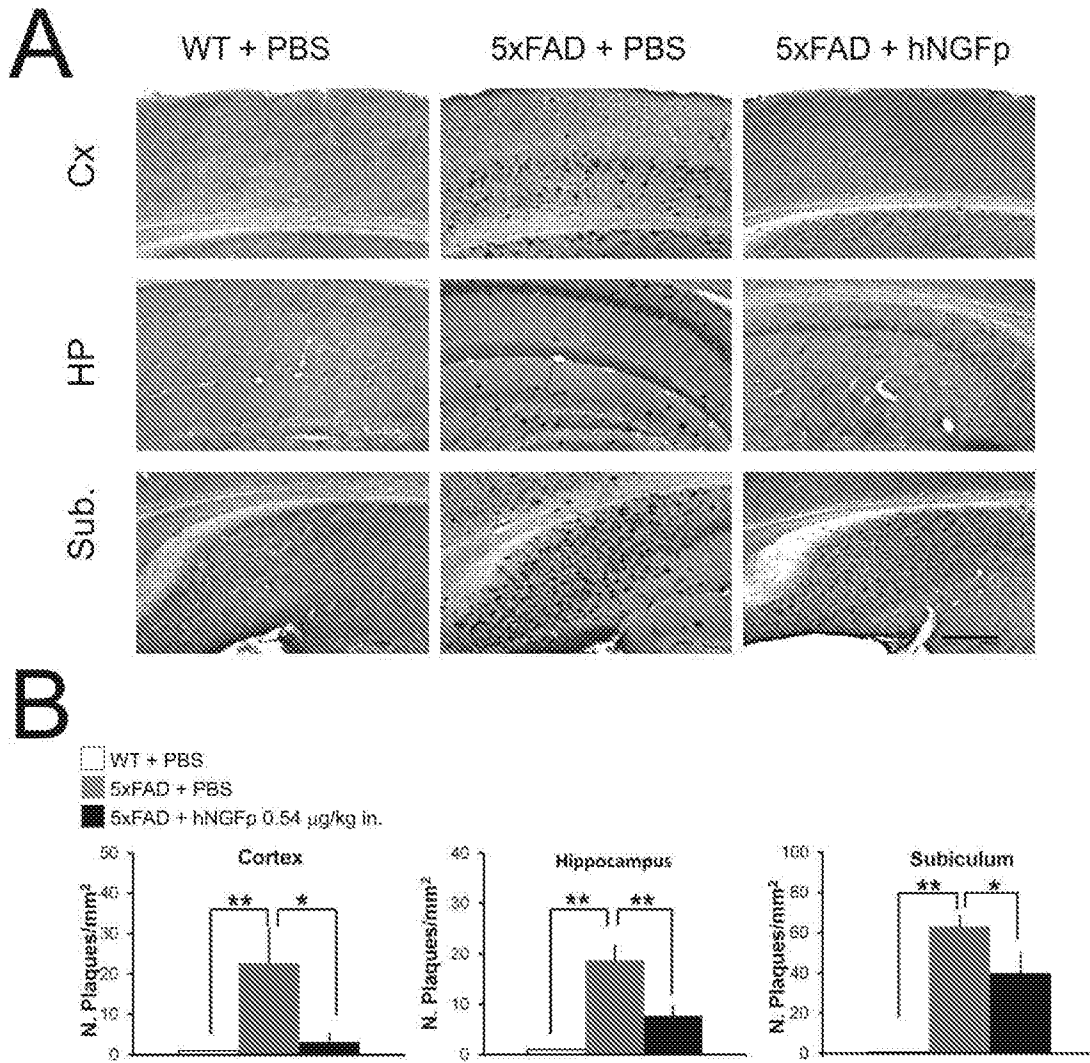 A
WT + PBS
5xFAD + PBS
5xFAD + hNGFp
Cx
HP
Sub.
B
WT + PBS
5xFAD + PBS
5xFAD + hNGFp 0.54 µg/kg in.
Cortex
N. Plaques/mm²
50
40
30
20
10
0
** *
Hippocampus
N. Plaques/mm²
40
30
20
10
0
** **
Subiculum
N. Plaques/mm²
100
80
60
40
20
0
** *